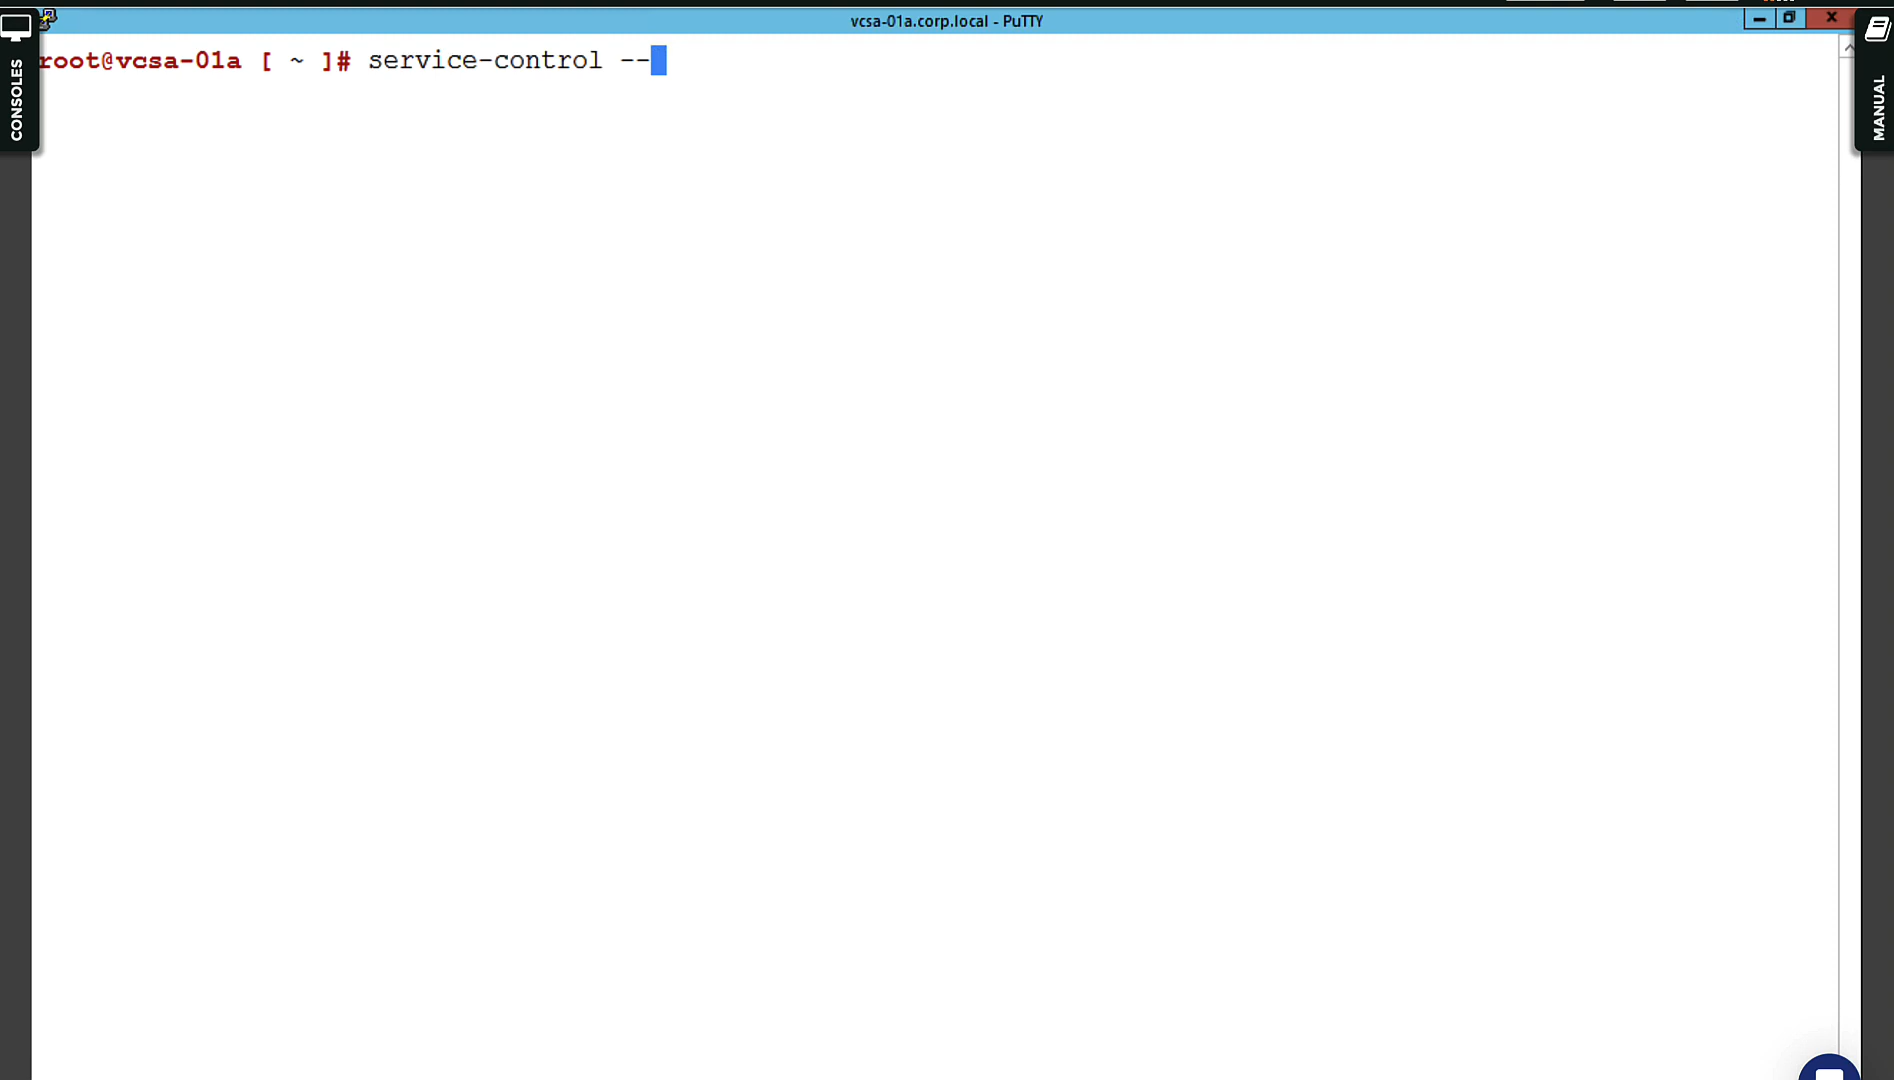 vcsa-01a.corp.local - PuTTY
root@vcsa-01a [ ~ ]# service-control --
CONSOLES
MANUAL